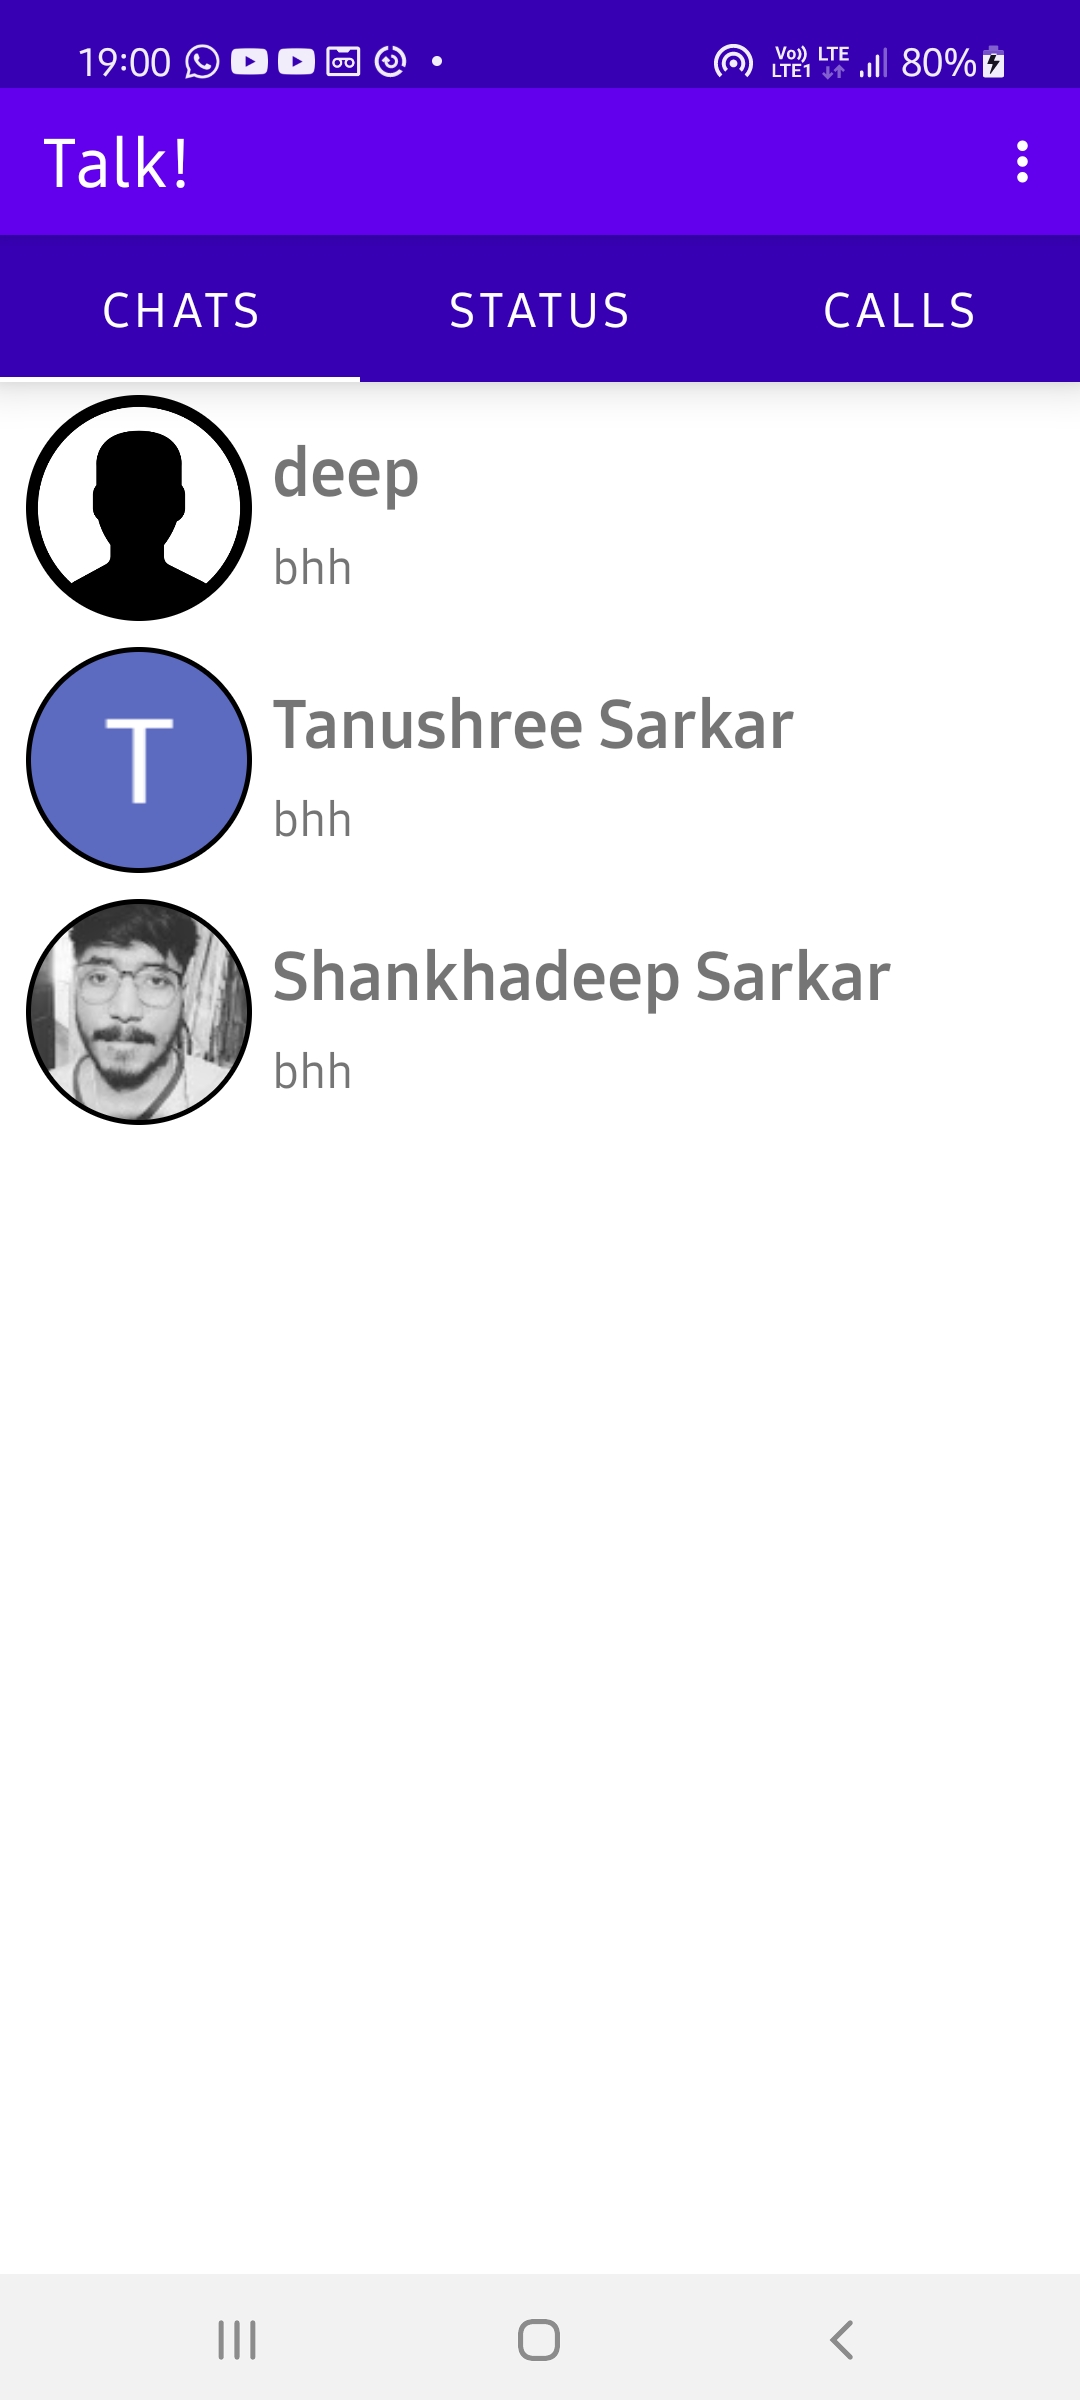 19:00 Vo)) LTE1 LTE 80%
Talk!
CHATS STATUS CALLS
deep
bhh
T
Tanushree Sarkar
bhh
Shankhadeep Sarkar
bhh